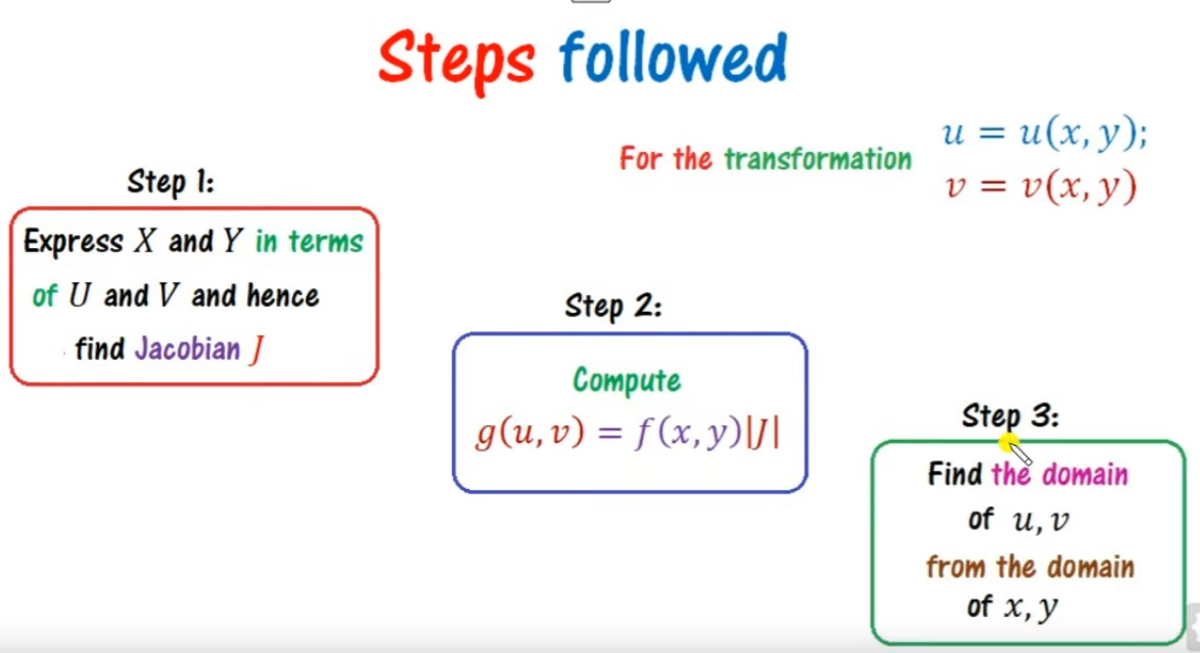 Steps followed
For the transformation
u = u(x, y);
v = v(x, y)
Step 1:
Express X and Y in terms
of U and V and hence
find Jacobian J
Step 2:
Compute
g(u, v) = f(x, y)|J|
Step 3:
Find the domain
of u, v
from the domain
of x, y